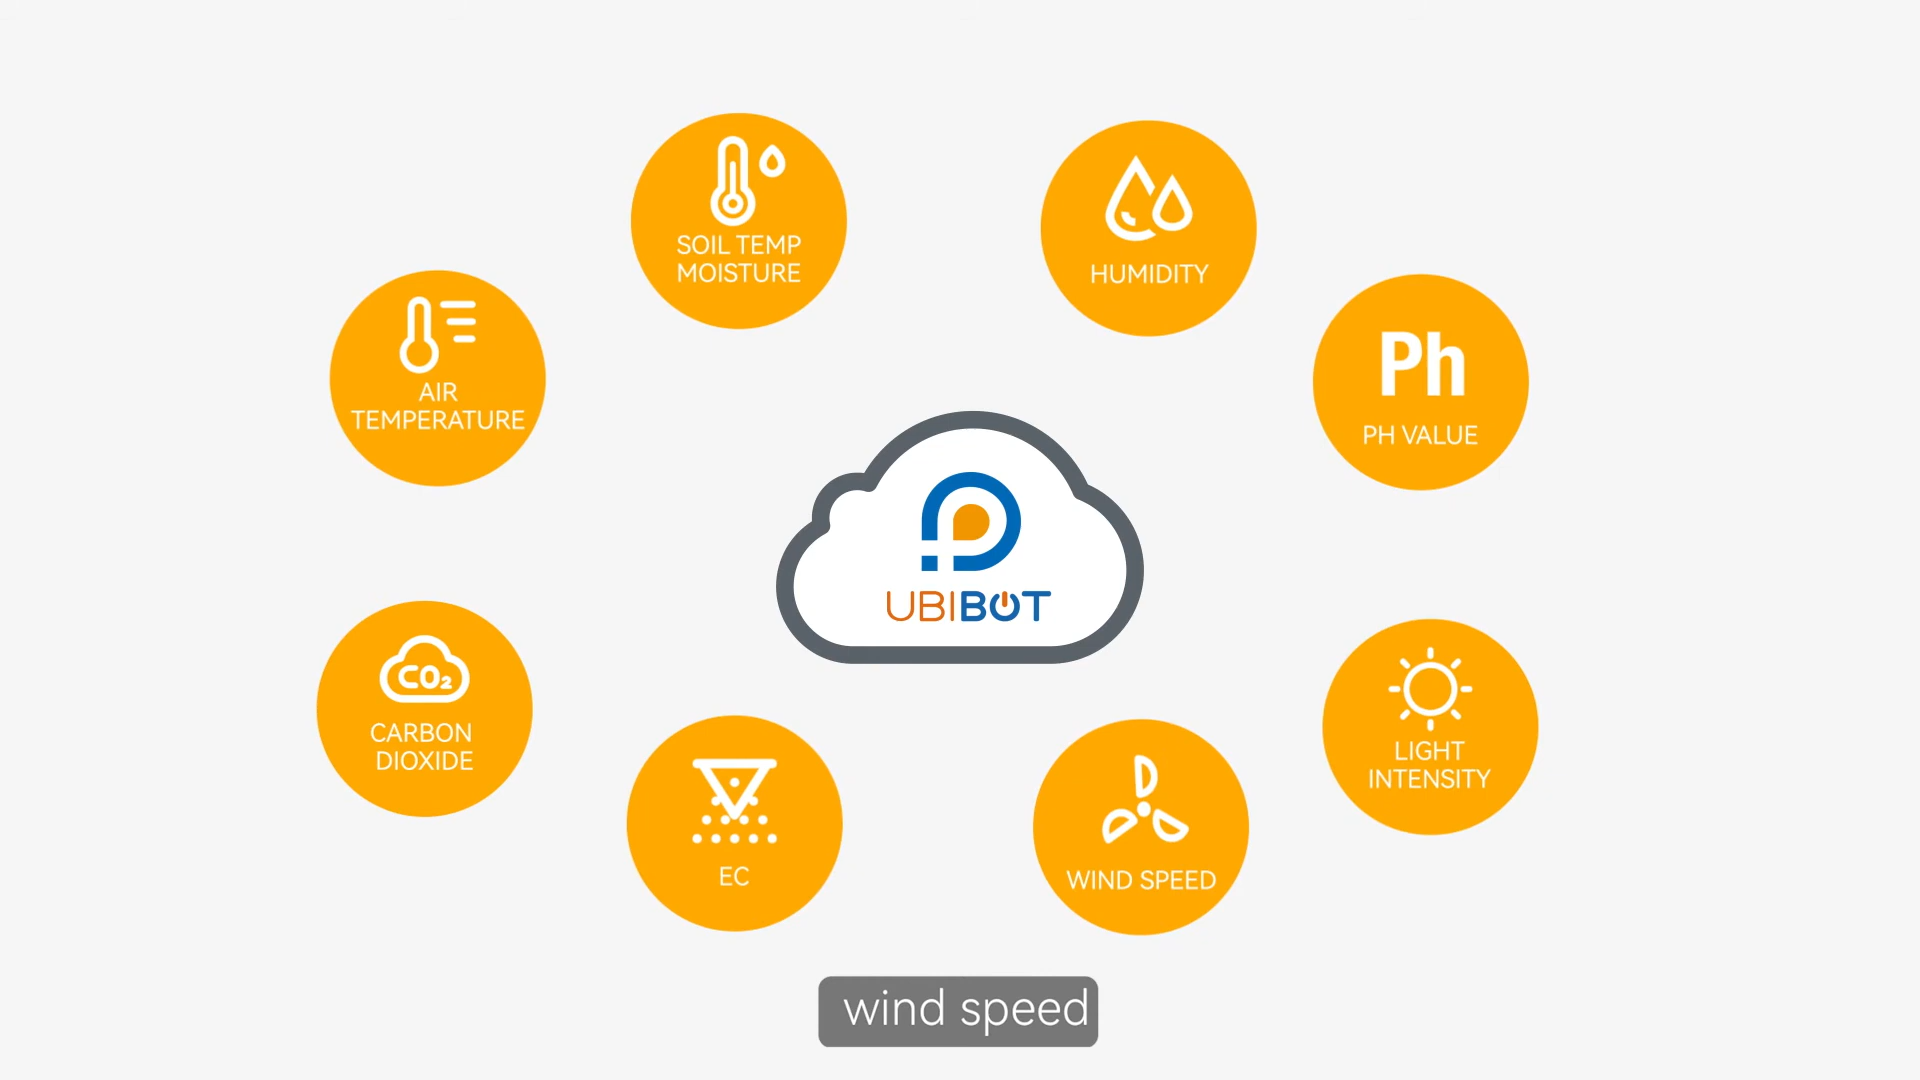 SOIL TEMP
MOISTURE
HUMIDITY
AIR
TEMPERATURE
Ph
PH VALUE
UBIBOT
CO₂
CARBON
DIOXIDE
LIGHT
INTENSITY
EC
WIND SPEED
wind speed